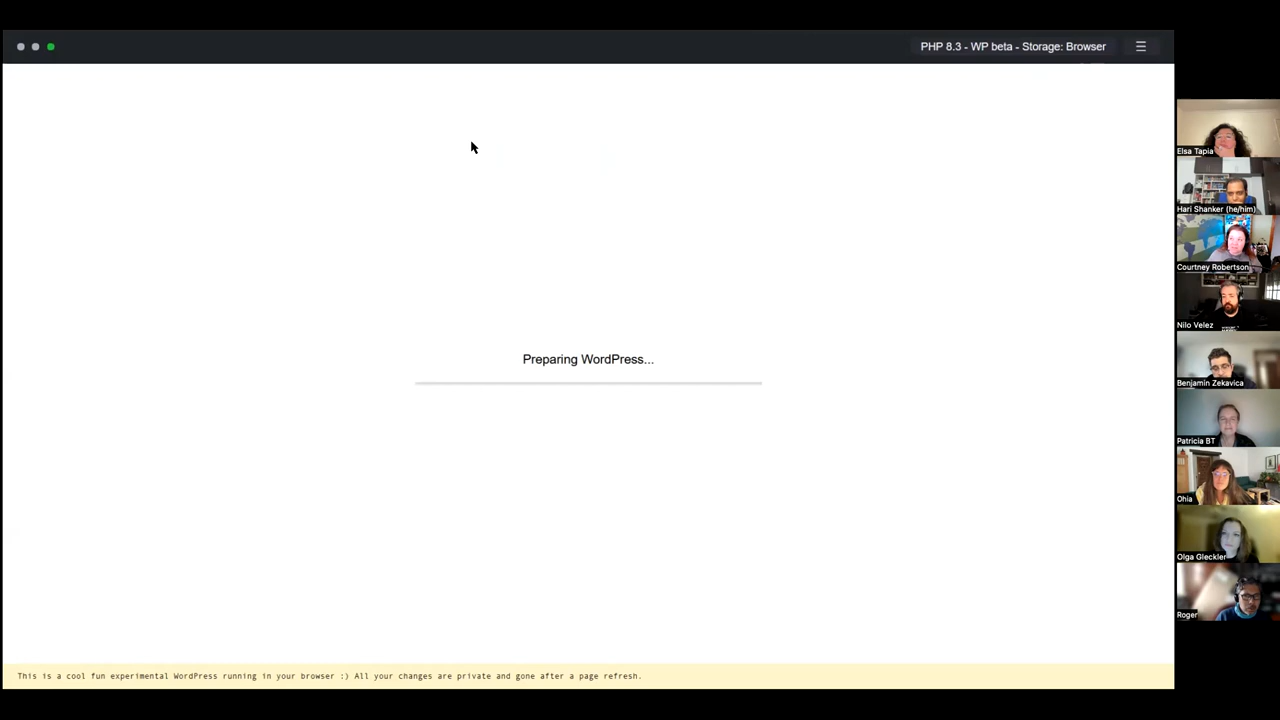 PHP 8.3 - WP beta - Storage: Browser
Elsa Tapia
Hari Shanker (he/him)
Courtney Robertson
Nilo Velez
Preparing WordPress...
Benjamin Zekavica
Patricia BT
Ohia
Olga Gleckler
Roger
This is a cool fun experimental WordPress running in your browser :) All your changes are private and gone after a page refresh.